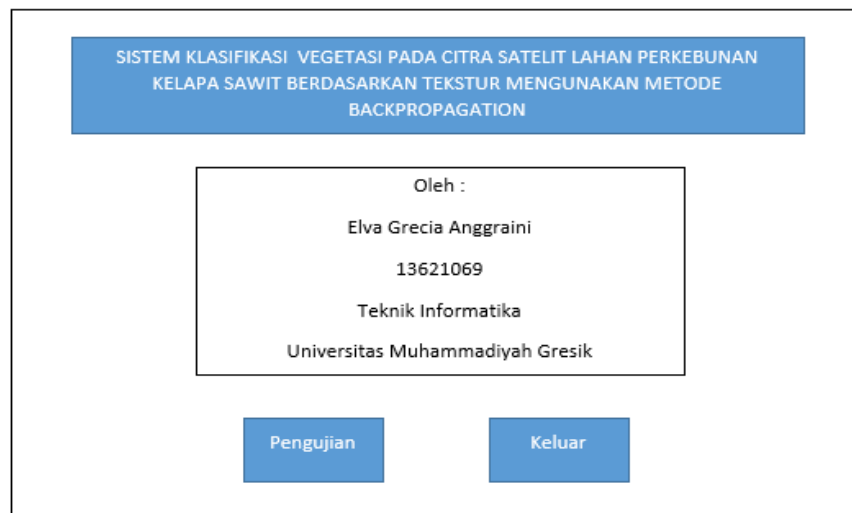 SISTEM KLASIFIKASI VEGETASI PADA CITRA SATELIT LAHAN PERKEBUNAN
KELAPA SAWIT BERDASARKAN TEKSTUR MENGUNAKAN METODE
BACKPROPAGATION
Oleh :
Elva Grecia Anggraini
13621069
Teknik Informatika
Universitas Muhammadiyah Gresik
Pengujian
Keluar